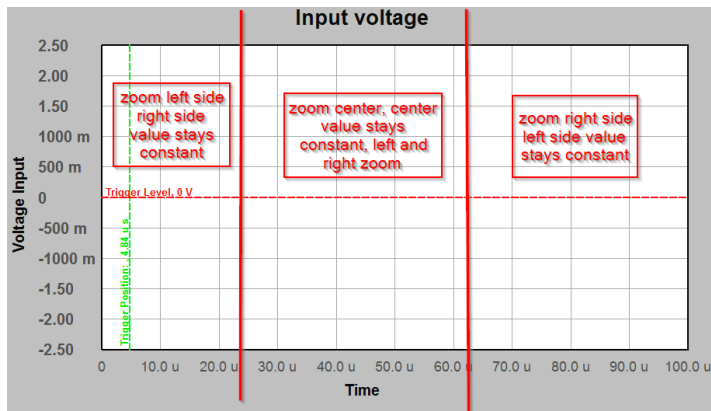 Input voltage
2.50
2.00
1.50
1000 m
500 m
0
-500 m
-1000 m
-1.50
-2.00
-2.50
Voltage Input
zoom left side
right side
value stays
constant
zoom center, center
value stays
constant, left and
right zoom
zoom right side
left side value
stays constant
Trigger Level, 0 V
Trigger Position: , 4.84 u s
0 10.0 u 20.0 u 30.0 u 40.0 u 50.0 u 60.0 u 70.0 u 80.0 u 90.0 u 100.0 u
Time